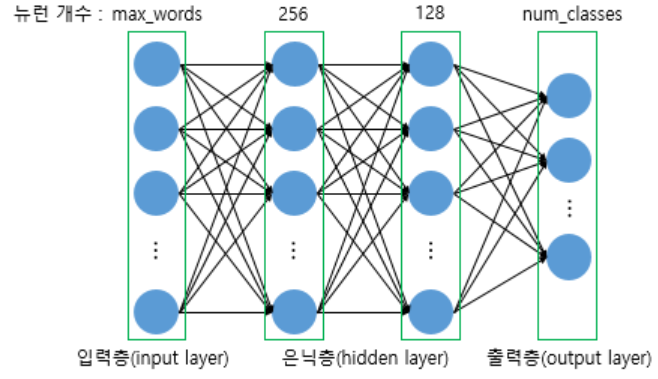 뉴런 개수 : max_words 256 128 num_classes
⋮ ⋮ ⋮ ⋮
입력층(input layer) 은닉층(hidden layer) 출력층(output layer)